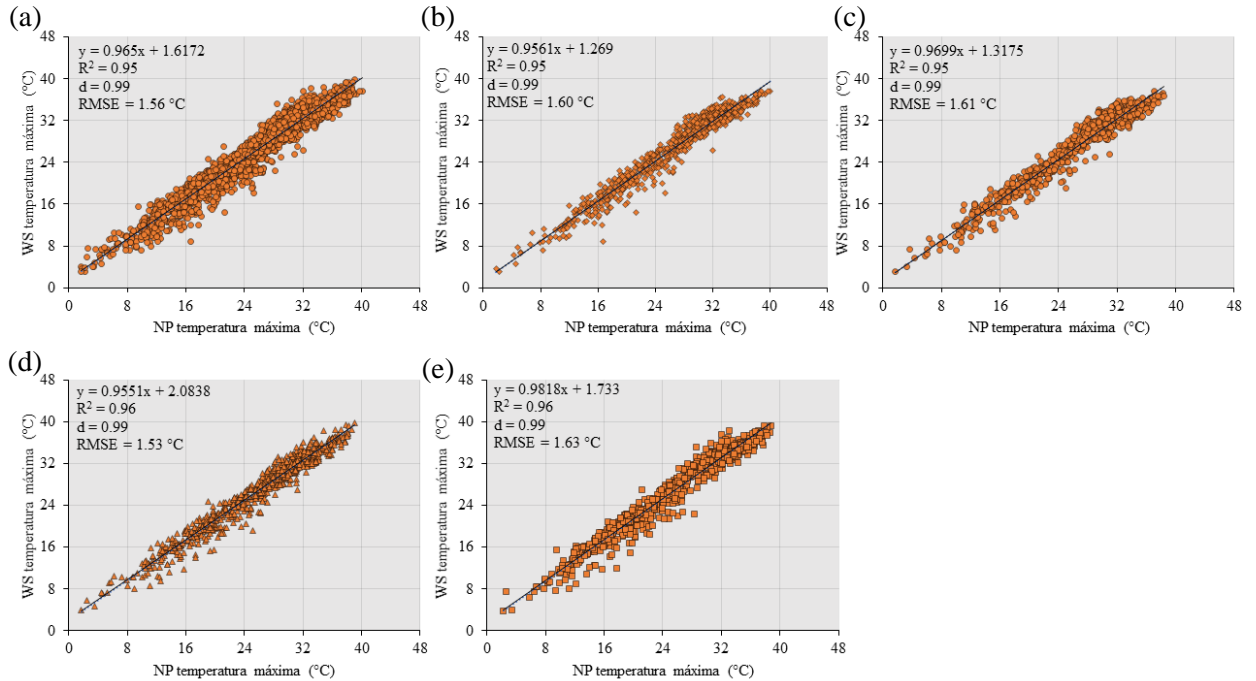 (a)
y = 0.965x + 1.6172
R² = 0.95
d = 0.99
RMSE = 1.56 °C
WS temperatura máxima (°C)
48
40
32
24
16
8
0
0 8 16 24 32 40 48
NP temperatura máxima (°C)
(b)
y = 0.9561x + 1.269
R² = 0.95
d = 0.99
RMSE = 1.60 °C
WS temperatura máxima (°C)
48
40
32
24
16
8
0
0 8 16 24 32 40 48
NP temperatura máxima (°C)
(c)
y = 0.9699x + 1.3175
R² = 0.95
d = 0.99
RMSE = 1.61 °C
WS temperatura máxima (°C)
48
40
32
24
16
8
0
0 8 16 24 32 40 48
NP temperatura máxima (°C)
(d)
y = 0.9551x + 2.0838
R² = 0.96
d = 0.99
RMSE = 1.53 °C
WS temperatura máxima (°C)
48
40
32
24
16
8
0
0 8 16 24 32 40 48
NP temperatura máxima (°C)
(e)
y = 0.9818x + 1.733
R² = 0.96
d = 0.99
RMSE = 1.63 °C
WS temperatura máxima (°C)
48
40
32
24
16
8
0
0 8 16 24 32 40 48
NP temperatura máxima (°C)